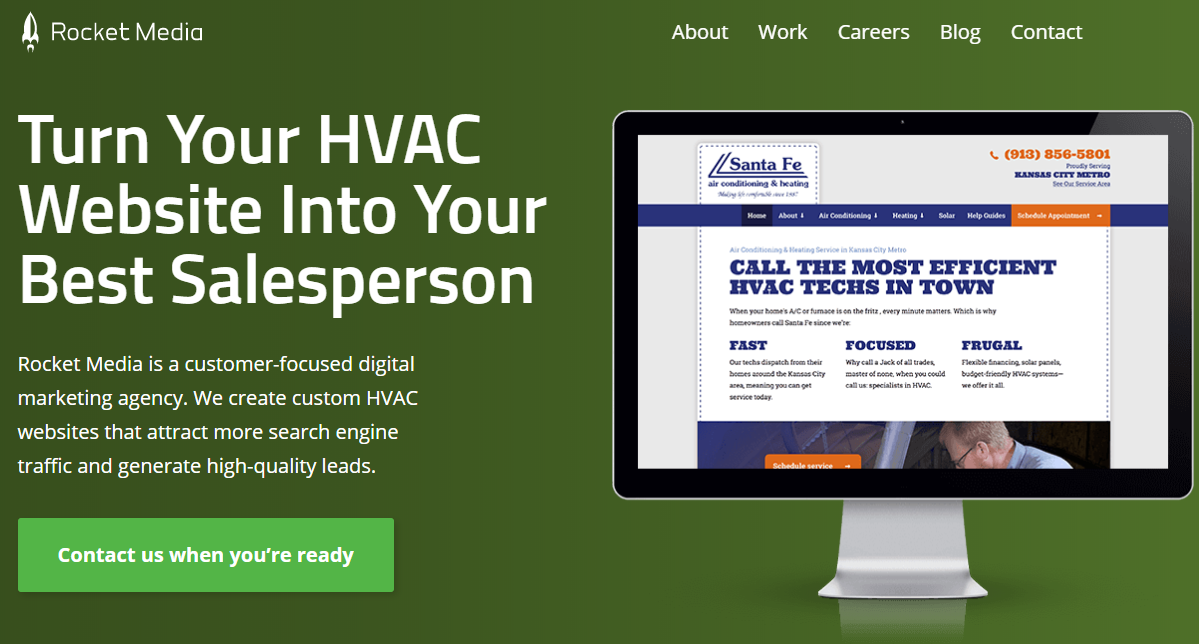 Rocket Media
About Work Careers Blog Contact
Turn Your HVAC
Website Into Your
Best Salesperson
Rocket Media is a customer-focused digital
marketing agency. We create custom HVAC
websites that attract more search engine
traffic and generate high-quality leads.
Contact us when you're ready
Santa Fe
air conditioning & heating
Making life comfortable since 1987
(913) 856-5801
Proudly Serving
KANSAS CITY METRO
See Our Service Area
Home About Air Conditioning Heating Solar Help Guides Schedule Appointment
Air Conditioning & Heating Service in Kansas City Metro
CALL THE MOST EFFICIENT
HVAC TECHS IN TOWN
When your home's A/C or furnace is on the fritz , every minute matters. Which is why
homeowners call Santa Fe since we're:
FAST
Our techs dispatch from their
homes around the Kansas City
area, meaning you can get
service today.
FOCUSED
Why call a Jack of all trades,
master of none, when you could
call us: specialists in HVAC.
FRUGAL
Flexible financing, solar panels,
budget-friendly HVAC systems—
we offer it all.
Schedule service